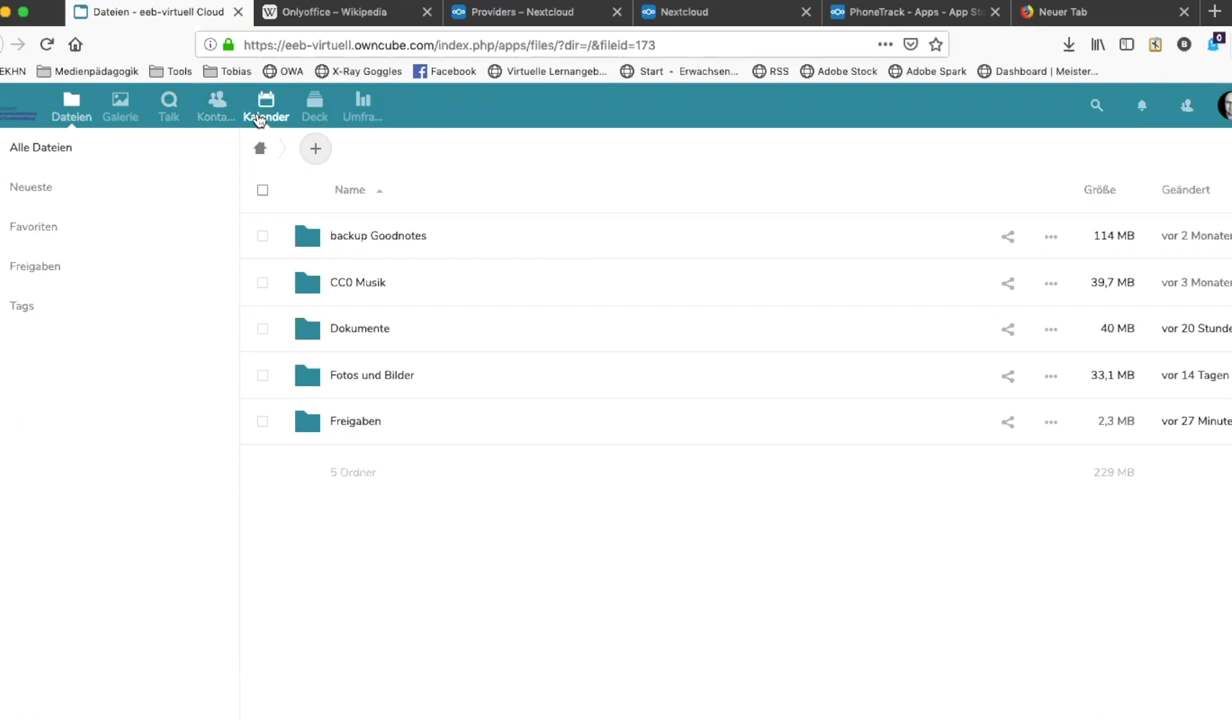 Dateien - eeb-virtuell Cloud
Onlyoffice – Wikipedia
Providers – Nextcloud
Nextcloud
PhoneTrack - Apps - App Sto
Neuer Tab
https://eeb-virtuell.owncube.com/index.php/apps/files/?dir=/&fileid=173
0
EKHN
Medienpädagogik
Tools
Tobias
OWA
X-Ray Goggles
Facebook
Virtuelle Lernangeb...
Start - Erwachsen...
RSS
Adobe Stock
Adobe Spark
Dashboard | Meister...
Dateien
Galerie
Talk
Konta...
Kalender
Deck
Umfra...
Alle Dateien
Neueste
Favoriten
Freigaben
Tags
Name
Größe
Geändert
backup Goodnotes
114 MB
vor 2 Monaten
CC0 Musik
39,7 MB
vor 3 Monaten
Dokumente
40 MB
vor 20 Stunde
Fotos und Bilder
33,1 MB
vor 14 Tagen
Freigaben
2,3 MB
vor 27 Minute
5 Ordner
229 MB